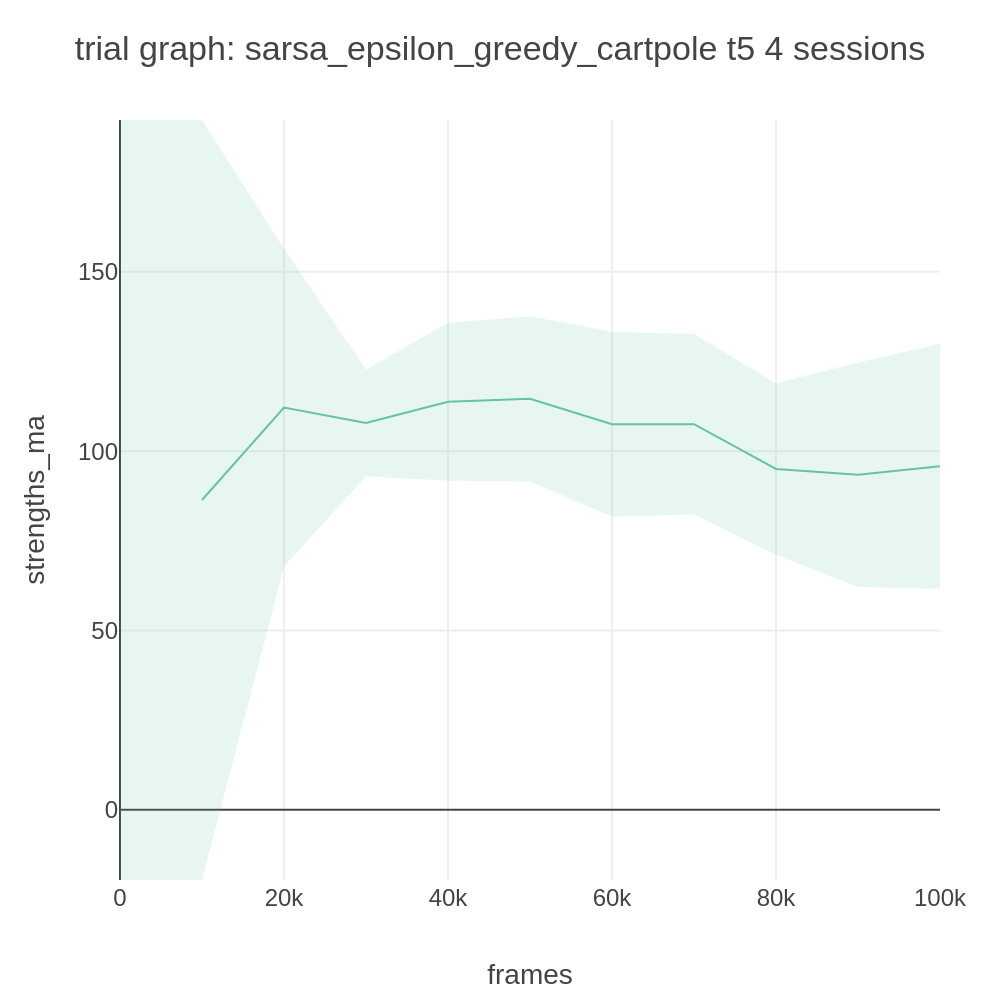 trial graph: sarsa_epsilon_greedy_cartpole t5 4 sessions
strengths_ma
150
100
50
0
0 20k 40k 60k 80k 100k
frames